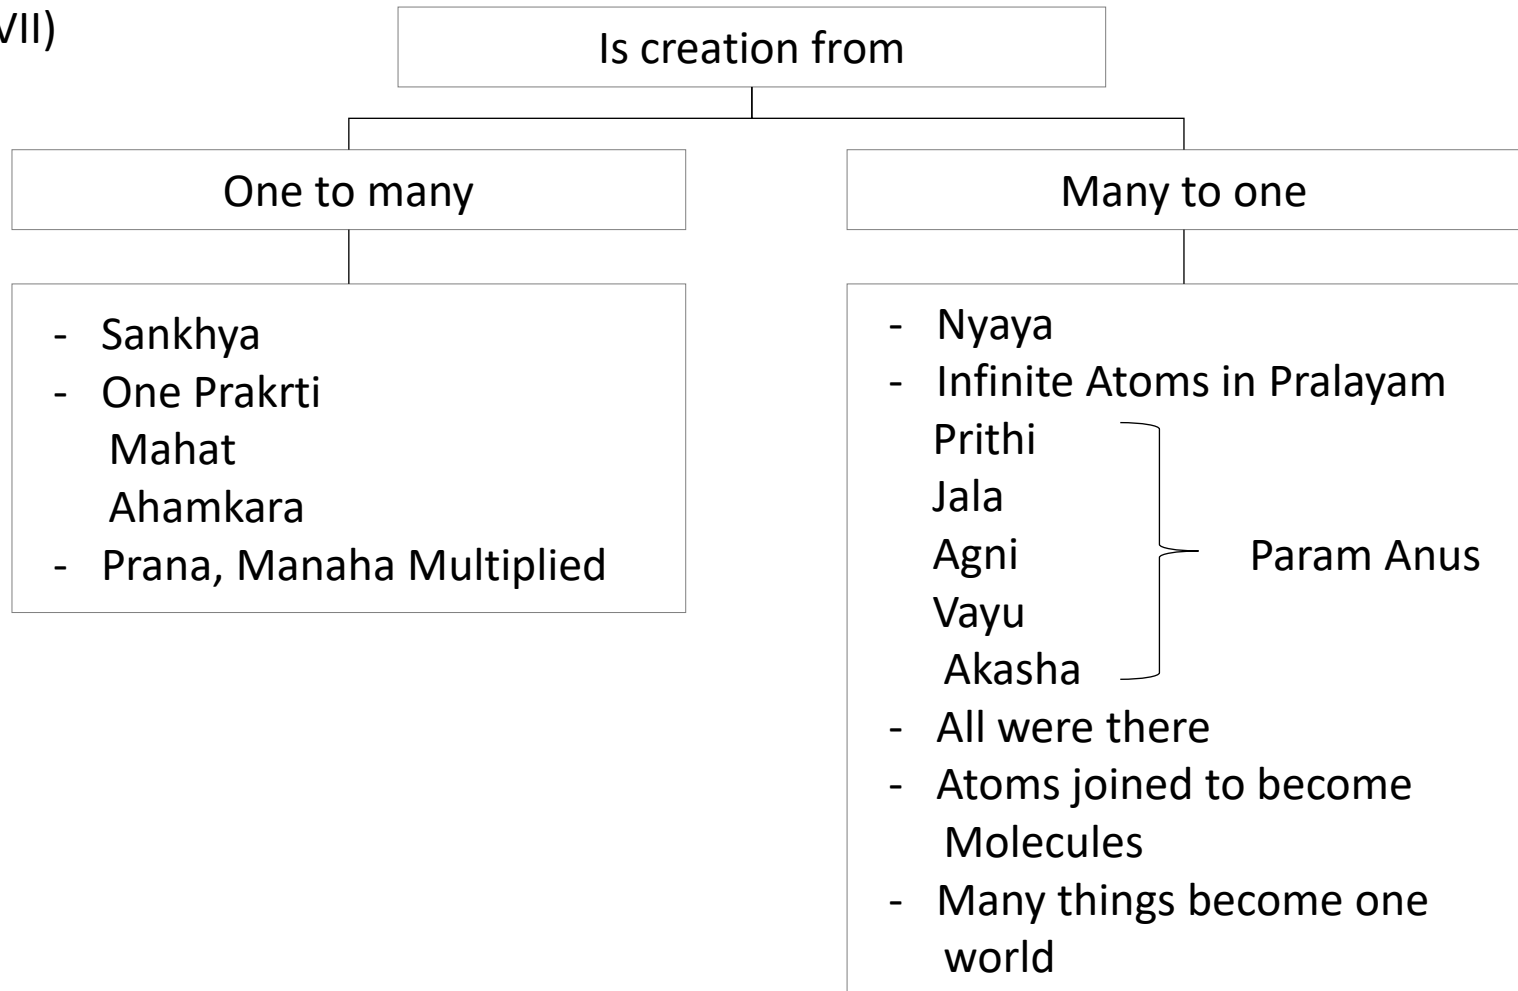 VII)
Is creation from
One to many
Many to one
- Sankhya
- One Prakrti
Mahat
Ahamkara
- Prana, Manaha Multiplied
- Nyaya
- Infinite Atoms in Pralayam
Prithi
Jala
Agni
Vayu
Akasha
Param Anus
- All were there
- Atoms joined to become
Molecules
- Many things become one
world